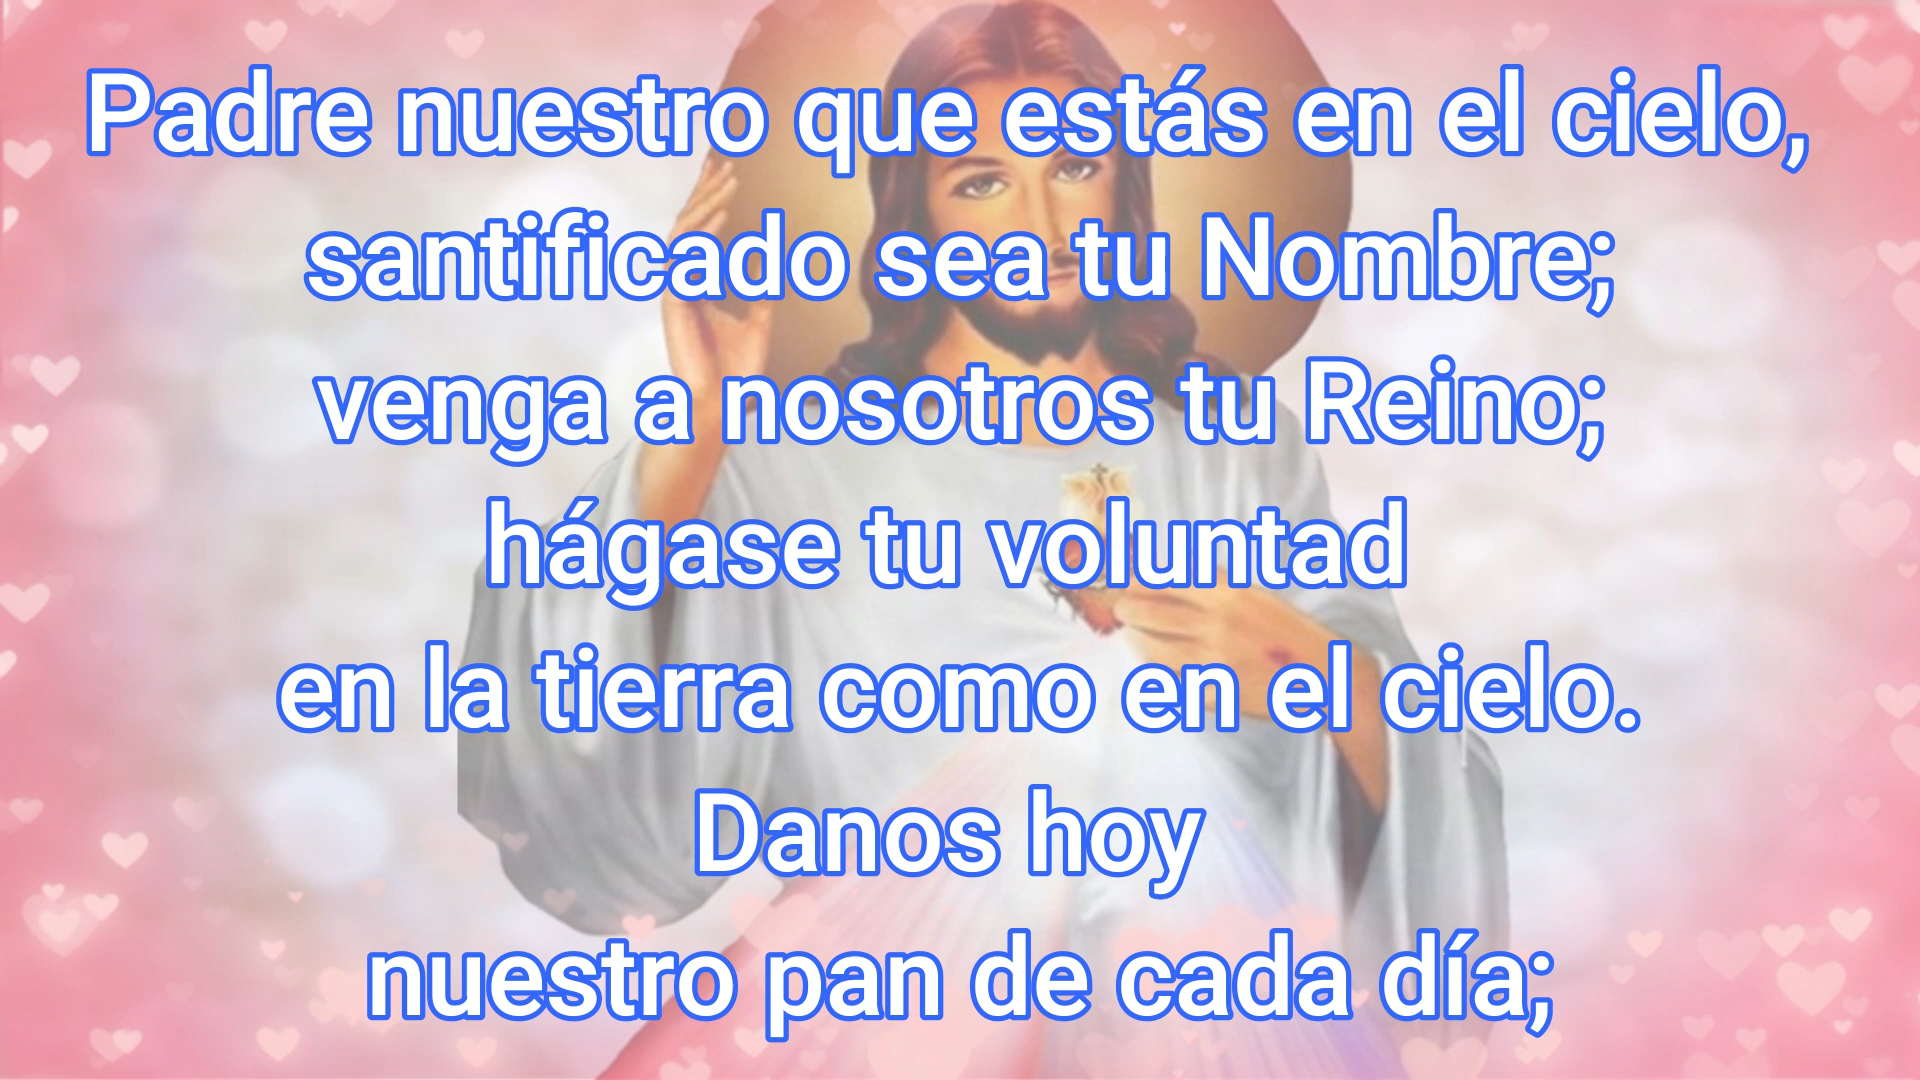 Padre nuestro que estás en el cielo,
santificado sea tu Nombre;
venga a nosotros tu Reino;
hágase tu voluntad
en la tierra como en el cielo.
Danos hoy
nuestro pan de cada día;